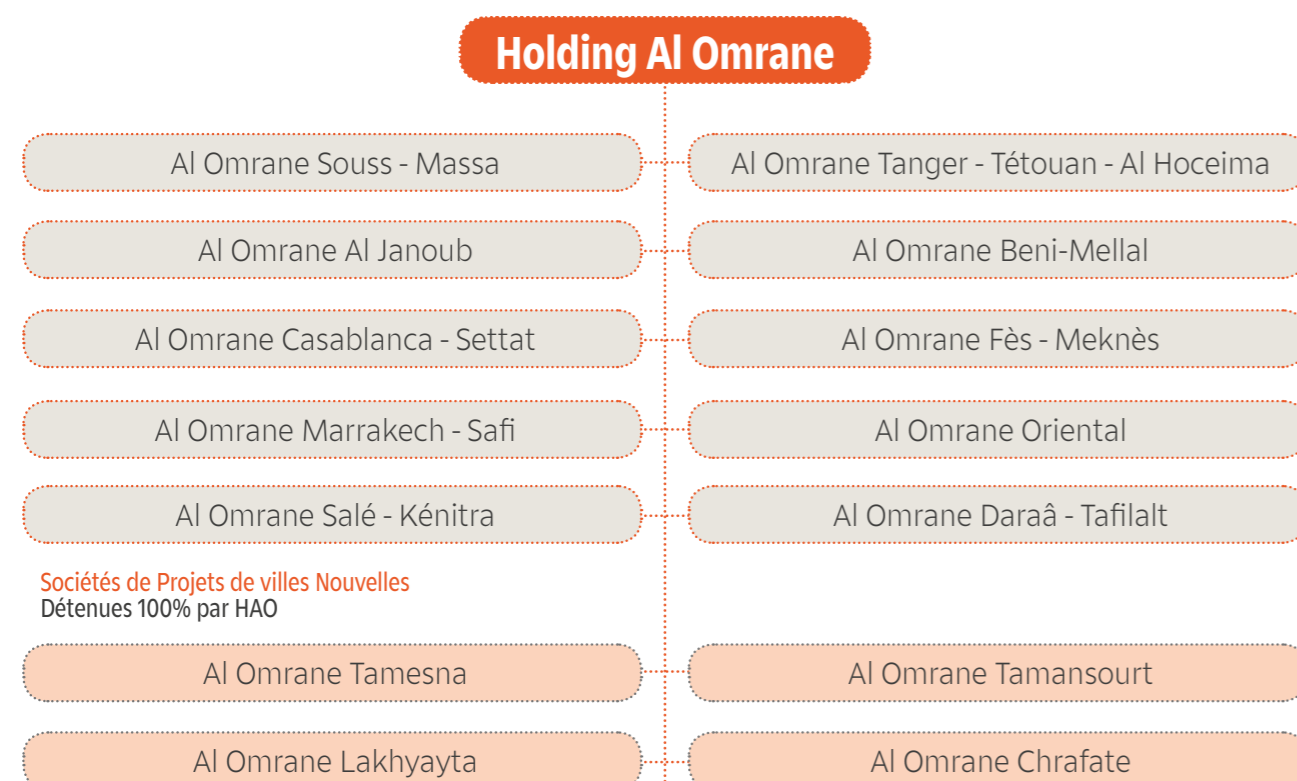 Holding Al Omrane
Al Omrane Souss - Massa
Al Omrane Tanger - Tétouan - Al Hoceima
Al Omrane Al Janoub
Al Omrane Beni-Mellal
Al Omrane Casablanca - Settat
Al Omrane Fès - Meknès
Al Omrane Marrakech - Safi
Al Omrane Oriental
Al Omrane Salé - Kénitra
Al Omrane Daraâ - Tafilalt
Sociétés de Projets de villes Nouvelles
Détenues 100% par HAO
Al Omrane Tamesna
Al Omrane Tamansourt
Al Omrane Lakhyayta
Al Omrane Chrafate